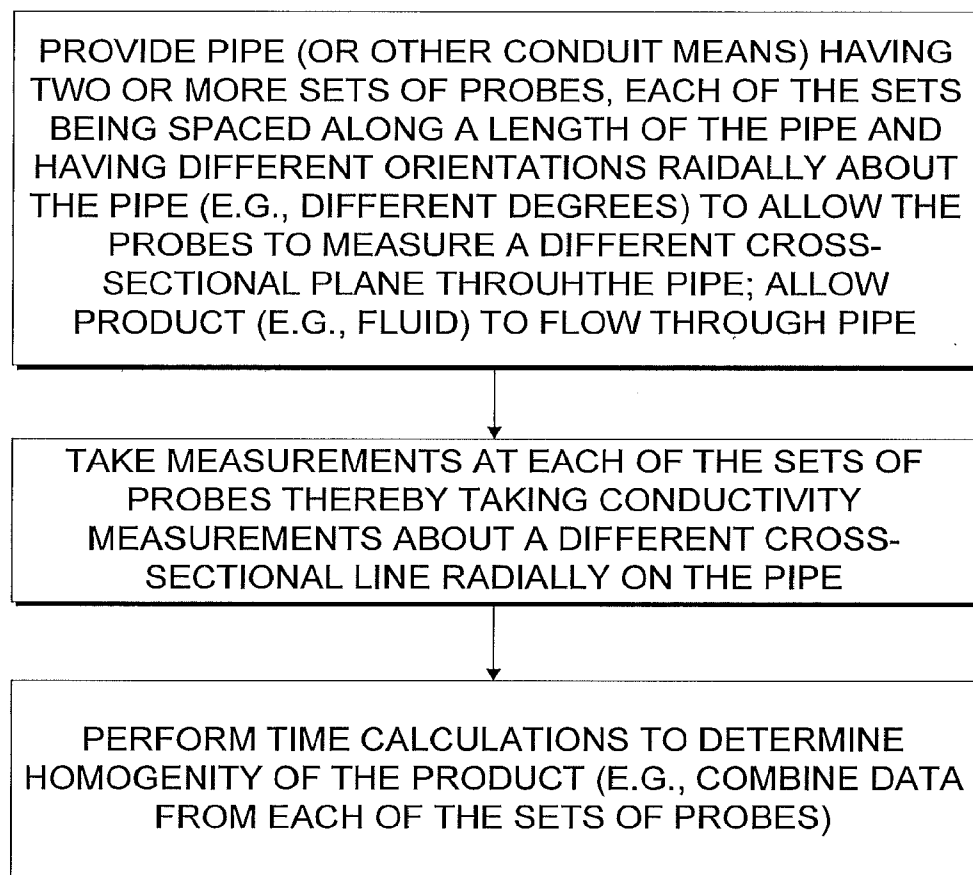 PROVIDE PIPE (OR OTHER CONDUIT MEANS) HAVING
TWO OR MORE SETS OF PROBES, EACH OF THE SETS
BEING SPACED ALONG A LENGTH OF THE PIPE AND
HAVING DIFFERENT ORIENTATIONS RAIDALLY ABOUT
THE PIPE (E.G., DIFFERENT DEGREES) TO ALLOW THE
PROBES TO MEASURE A DIFFERENT CROSS-
SECTIONAL PLANE THROUHTHE PIPE; ALLOW
PRODUCT (E.G., FLUID) TO FLOW THROUGH PIPE
TAKE MEASUREMENTS AT EACH OF THE SETS OF
PROBES THEREBY TAKING CONDUCTIVITY
MEASUREMENTS ABOUT A DIFFERENT CROSS-
SECTIONAL LINE RADIALLY ON THE PIPE
PERFORM TIME CALCULATIONS TO DETERMINE
HOMOGENITY OF THE PRODUCT (E.G., COMBINE DATA
FROM EACH OF THE SETS OF PROBES)